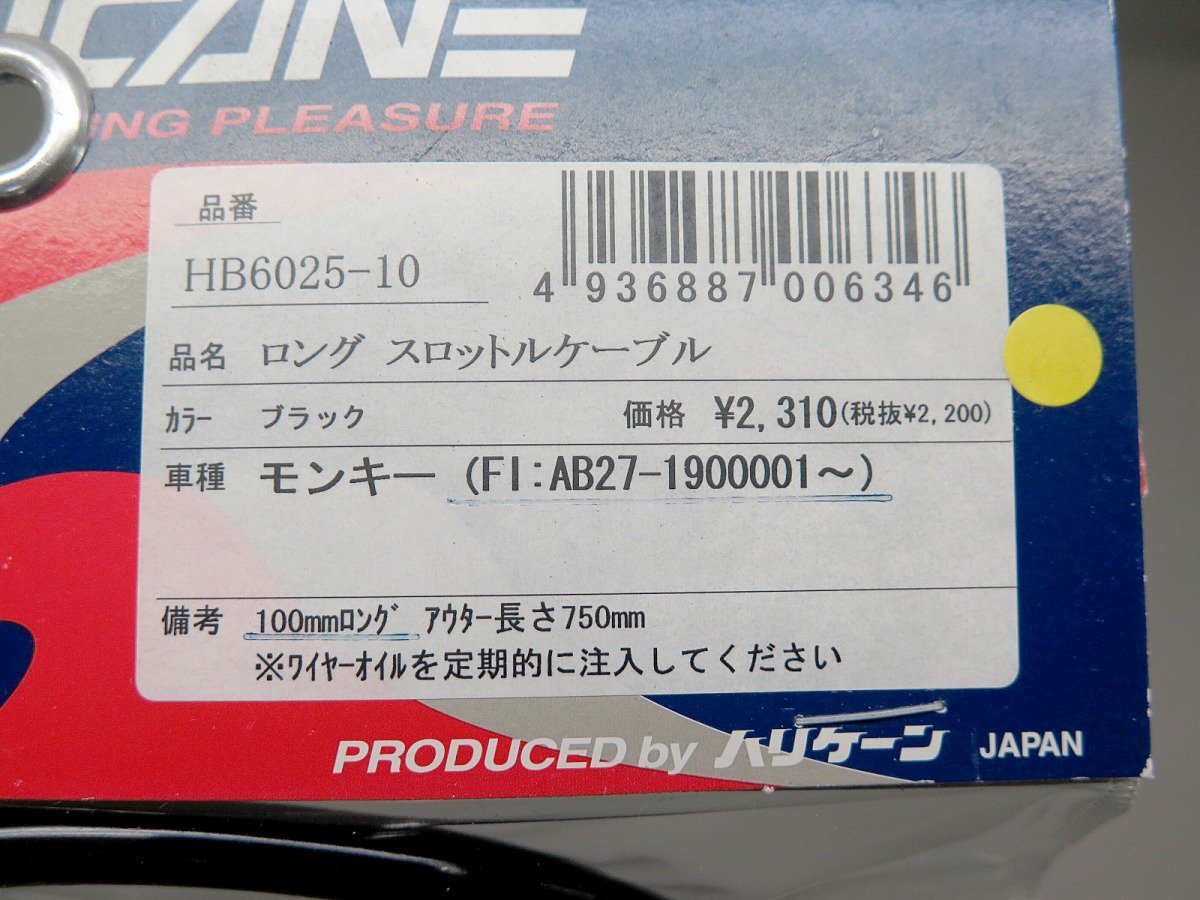 PLEASURE
品番
HB6025-10
4 936887 006346
品名 ロング スロットルケーブル
ｶﾗｰ ブラック 価格 ¥2,310(税抜¥2,200)
車種 モンキー (FI:AB27-1900001～)
備考 100mmﾛﾝｸﾞ ｱｳﾀｰ長さ750mm
※ﾜｲﾔｰｵｲﾙを定期的に注入してください
PRODUCED by ハリケーン JAPAN